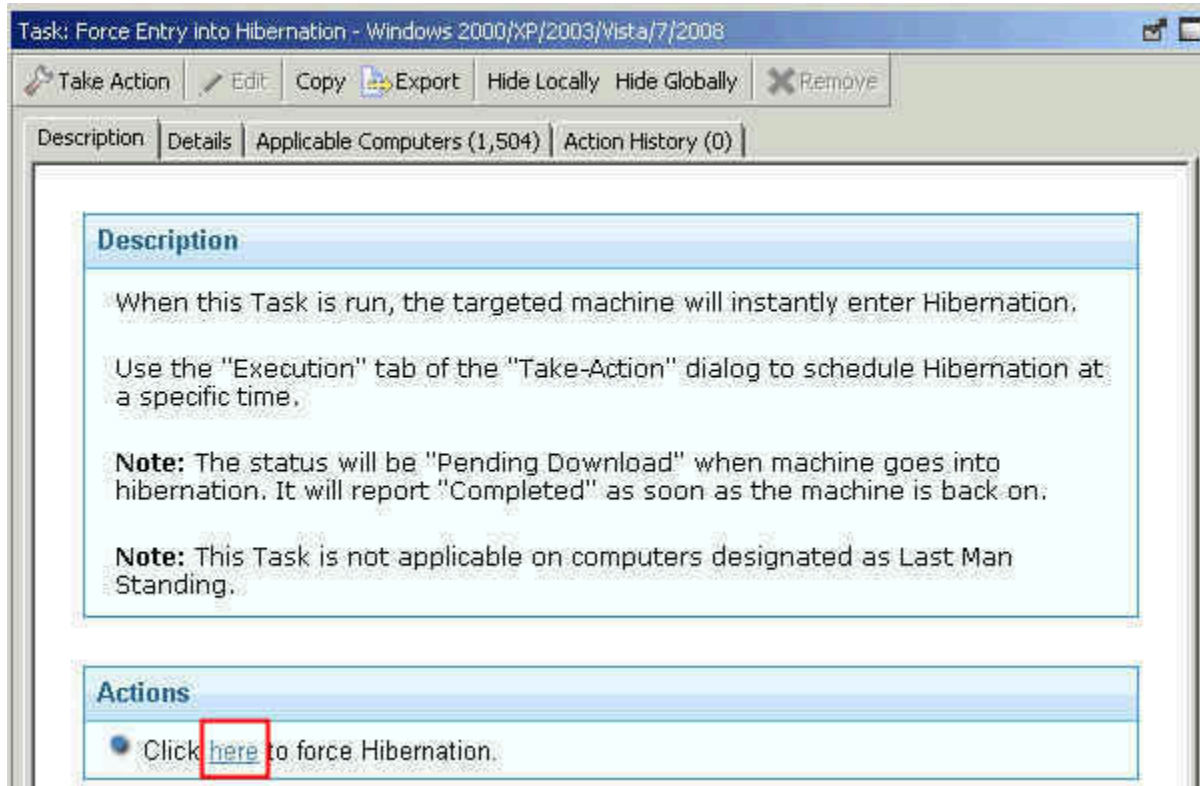 Task: Force Entry into Hibernation - Windows 2000/XP/2003/Vista/7/2008
Take Action Edit Copy Export Hide Locally Hide Globally Remove
Description Details Applicable Computers (1,504) Action History (0)
Description
When this Task is run, the targeted machine will instantly enter Hibernation.
Use the "Execution" tab of the "Take-Action" dialog to schedule Hibernation at
a specific time.
Note: The status will be "Pending Download" when machine goes into
hibernation. It will report "Completed" as soon as the machine is back on.
Note: This Task is not applicable on computers designated as Last Man
Standing.
Actions
Click here to force Hibernation.